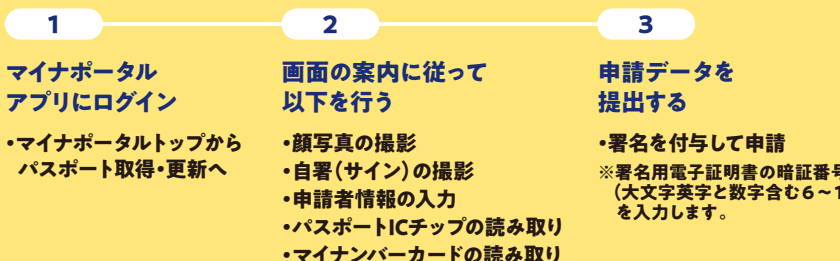 1
マイナポータル
アプリにログイン
・マイナポータルトップから
パスポート取得・更新へ
2
画面の案内に従って
以下を行う
・顔写真の撮影
・自署（サイン）の撮影
・申請者情報の入力
・パスポートICチップの読み取り
・マイナンバーカードの読み取り
3
申請データを
提出する
・署名を付与して申請
※署名用電子証明書の暗証番号
（大文字英字と数字含む6～1
を入力します。